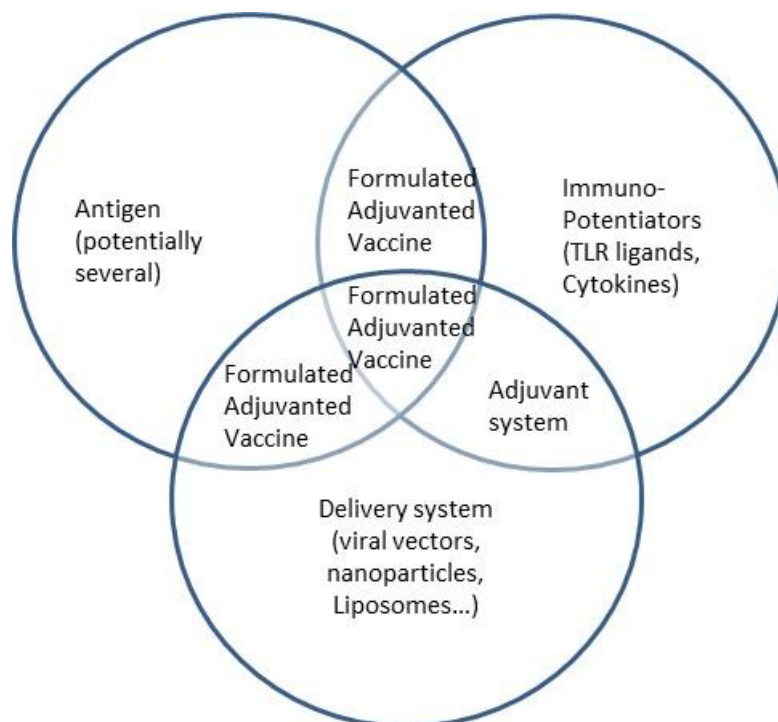 Antigen
(potentially
several)
Formulated
Adjuvanted
Vaccine
Immuno-
Potentiators
(TLR ligands,
Cytokines)
Formulated
Adjuvanted
Vaccine
Formulated
Adjuvanted
Vaccine
Adjuvant
system
Delivery system
(viral vectors,
nanoparticles,
Liposomes...)